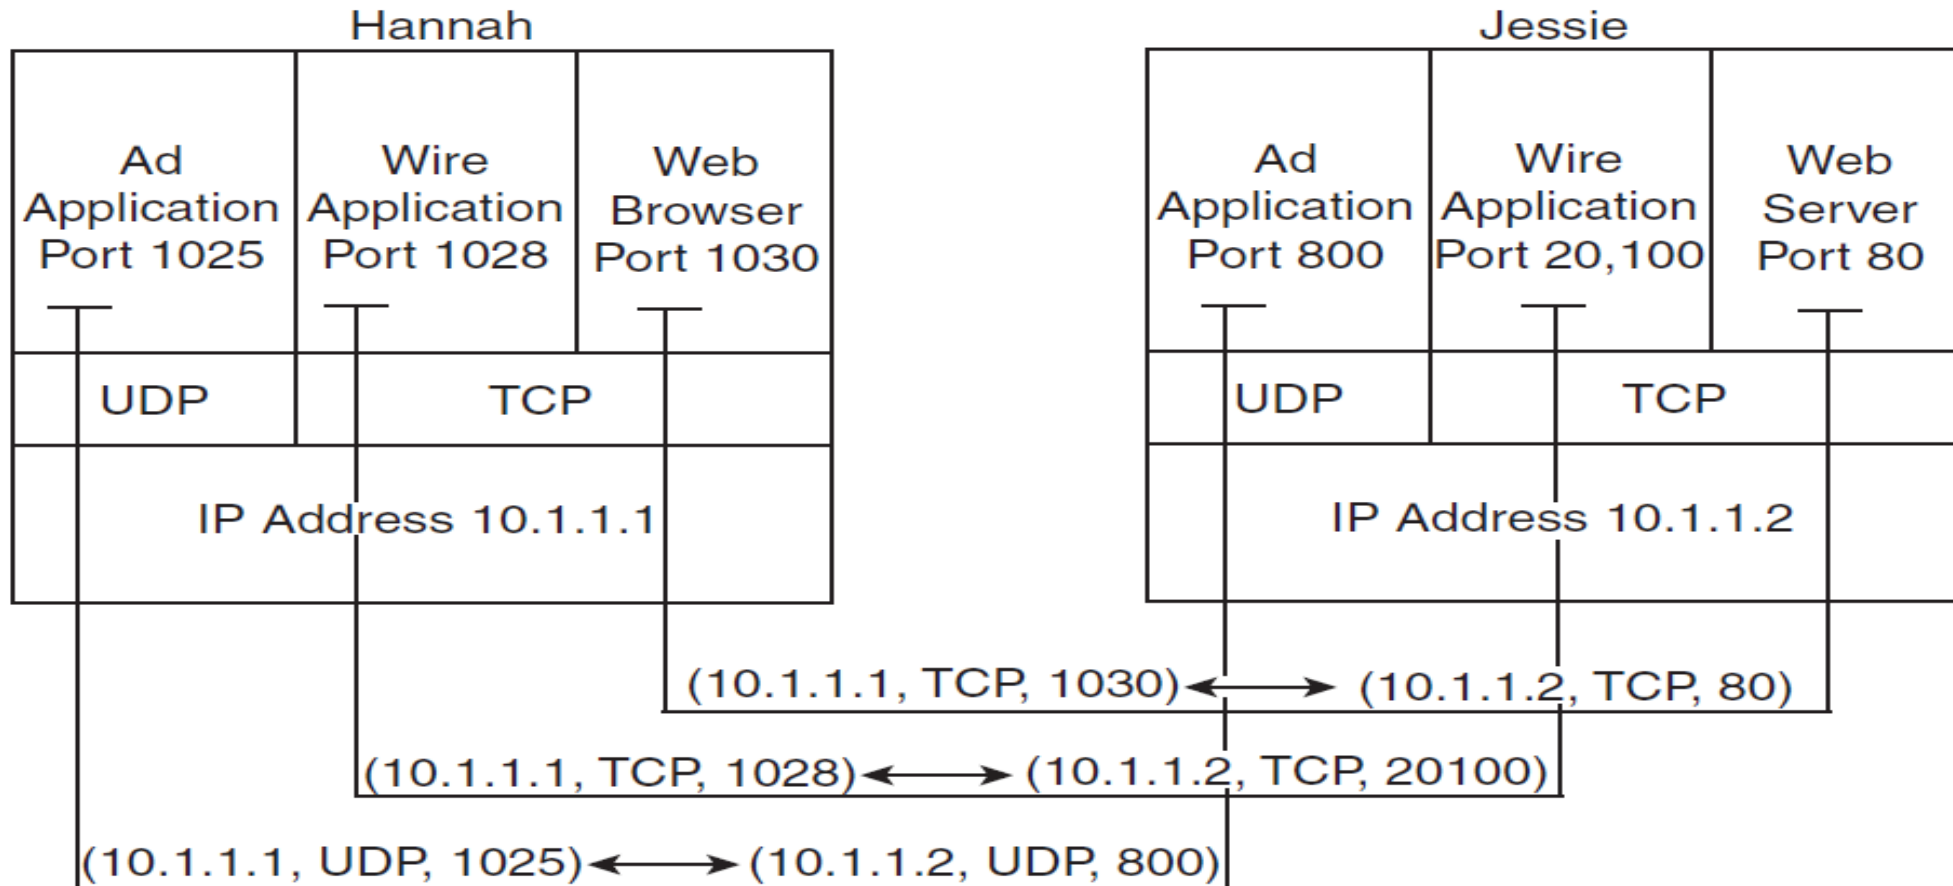 Hannah
Jessie
Ad
Application
Port 1025
Wire
Application
Port 1028
Web
Browser
Port 1030
Ad
Application
Port 800
Wire
Application
Port 20,100
Web
Server
Port 80
UDP
TCP
UDP
TCP
IP Address 10.1.1.1
IP Address 10.1.1.2
(10.1.1.1, TCP, 1030) (10.1.1.2, TCP, 80)
(10.1.1.1, TCP, 1028) (10.1.1.2, TCP, 20100)
(10.1.1.1, UDP, 1025) (10.1.1.2, UDP, 800)